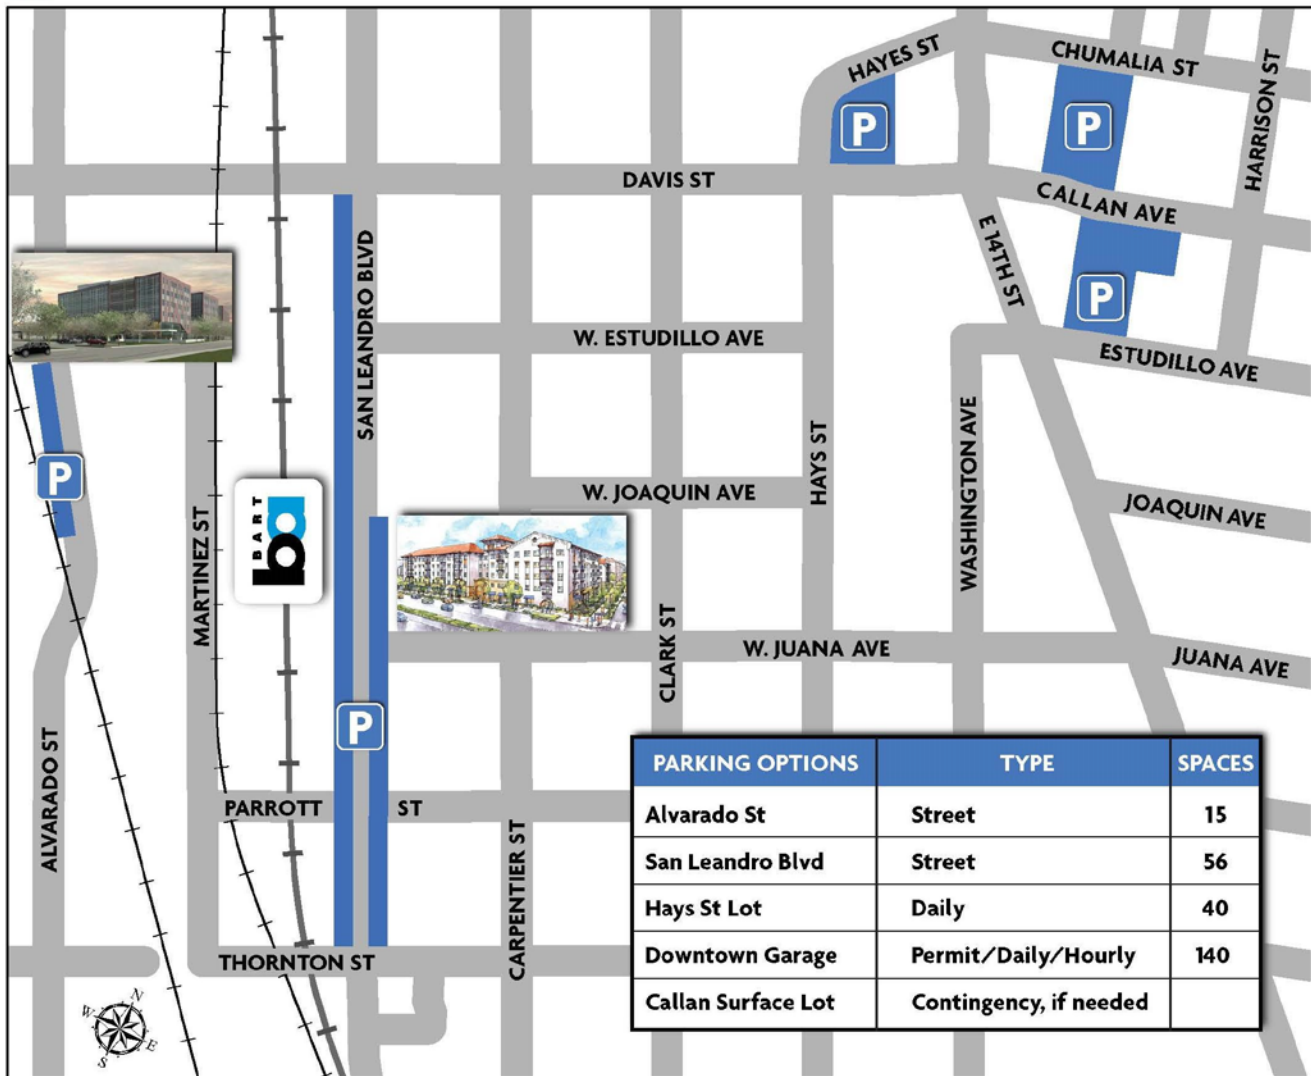 HAYES ST
CHUMALIA ST
HARRISON ST
P
P
DAVIS ST
CALLAN AVE
SAN LEANDRO BLVD
E 14TH ST
P
W. ESTUDILLO AVE
ESTUDILLO AVE
P
HAYS ST
WASHINGTON AVE
W. JOAQUIN AVE
JOAQUIN AVE
MARTINEZ ST
BART
ba
CLARK ST
W. JUANA AVE
JUANA AVE
P
ALVARADO ST
PARROTT ST
CARPENTIER ST
THORNTON ST
N
W
E
S
PARKING OPTIONS TYPE SPACES
Alvarado St Street 15
San Leandro Blvd Street 56
Hays St Lot Daily 40
Downtown Garage Permit/Daily/Hourly 140
Callan Surface Lot Contingency, if needed